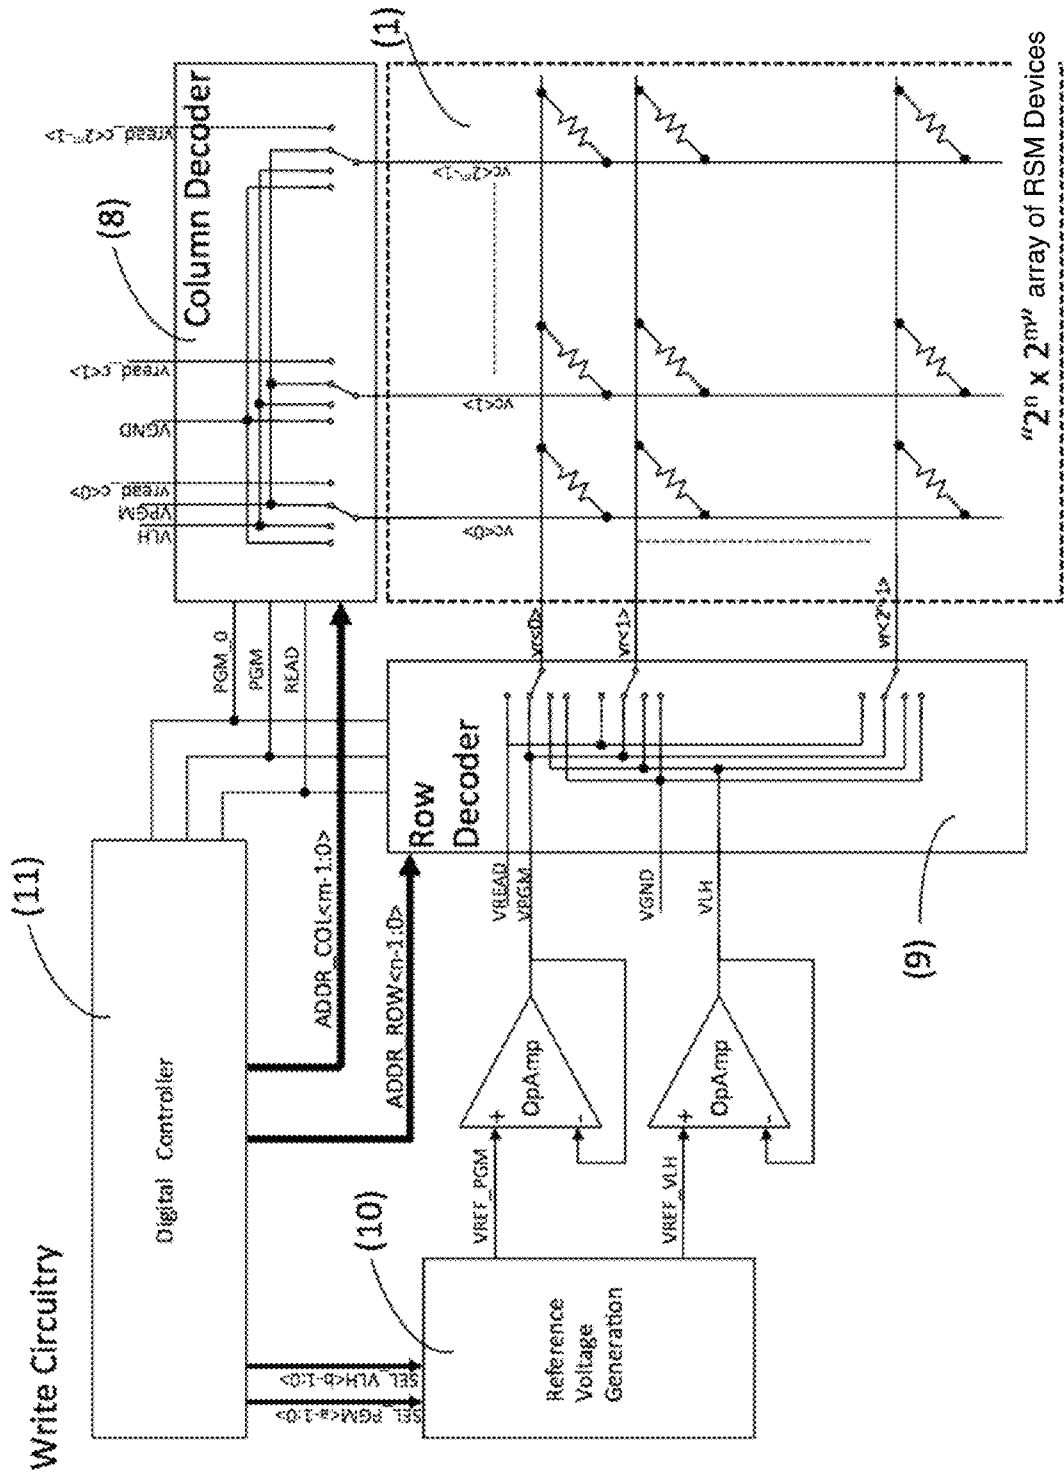 Write Circuitry
(11)
Digital Controller
SEL_PGM<a-1:0>
SEL_VLH<b-1:0>
(10)
Reference
Voltage
Generation
VREF_PGM
VREF_VLH
+
-
OpAmp
+
-
OpAmp
ADDR_ROW<n-1:0>
ADDR_COL<m-1:0>
PGM_0
PGM
READ
Row
Decoder
VREAD
VPGM
VGND
VLH
(9)
(8)
Column Decoder
VLH
VPGM
vread_c<0>
VGND
vread_c<1>
vread_c<2ᵐ-1>
(1)
vr<0>
vr<1>
vr<2ⁿ-1>
vc<0>
vc<1>
vc<2ᵐ-1>
“2ⁿ x 2ᵐ” array of RSM Devices